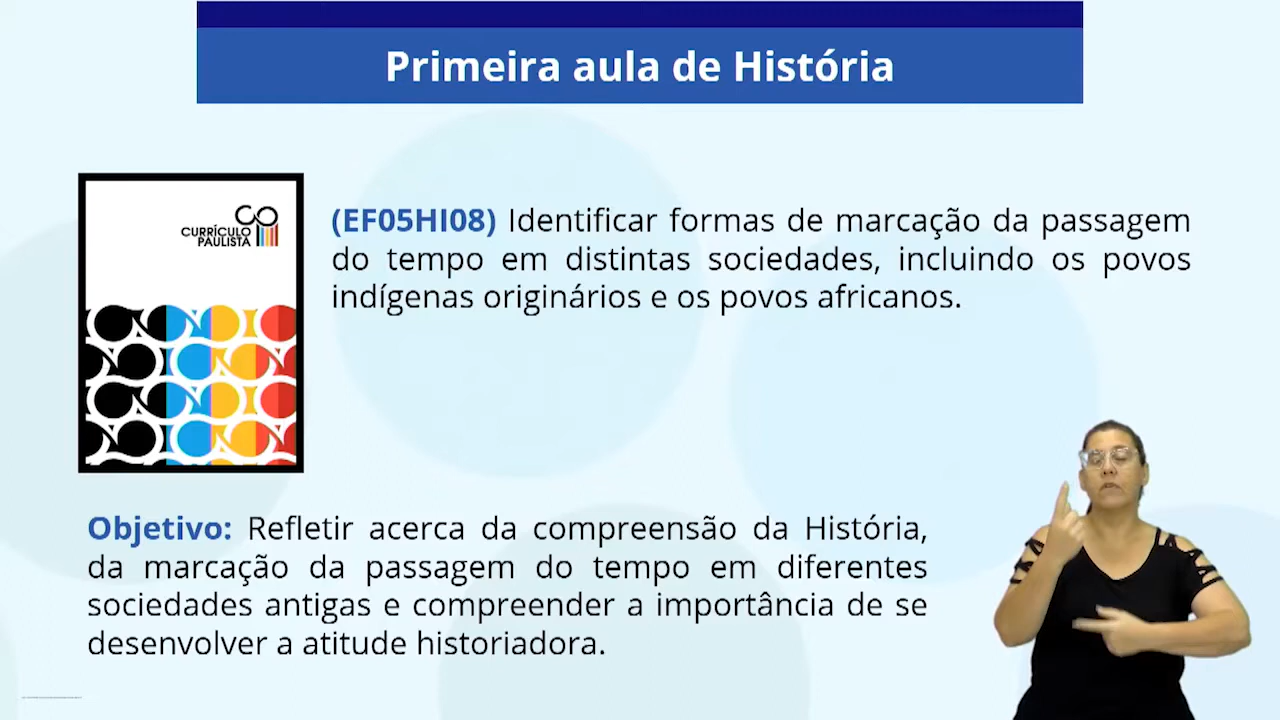 Primeira aula de História
CURRÍCULO
PAULISTA
(EF05HI08) Identificar formas de marcação da passagem
do tempo em distintas sociedades, incluindo os povos
indígenas originários e os povos africanos.
Objetivo: Refletir acerca da compreensão da História,
da marcação da passagem do tempo em diferentes
sociedades antigas e compreender a importância de se
desenvolver a atitude historiadora.